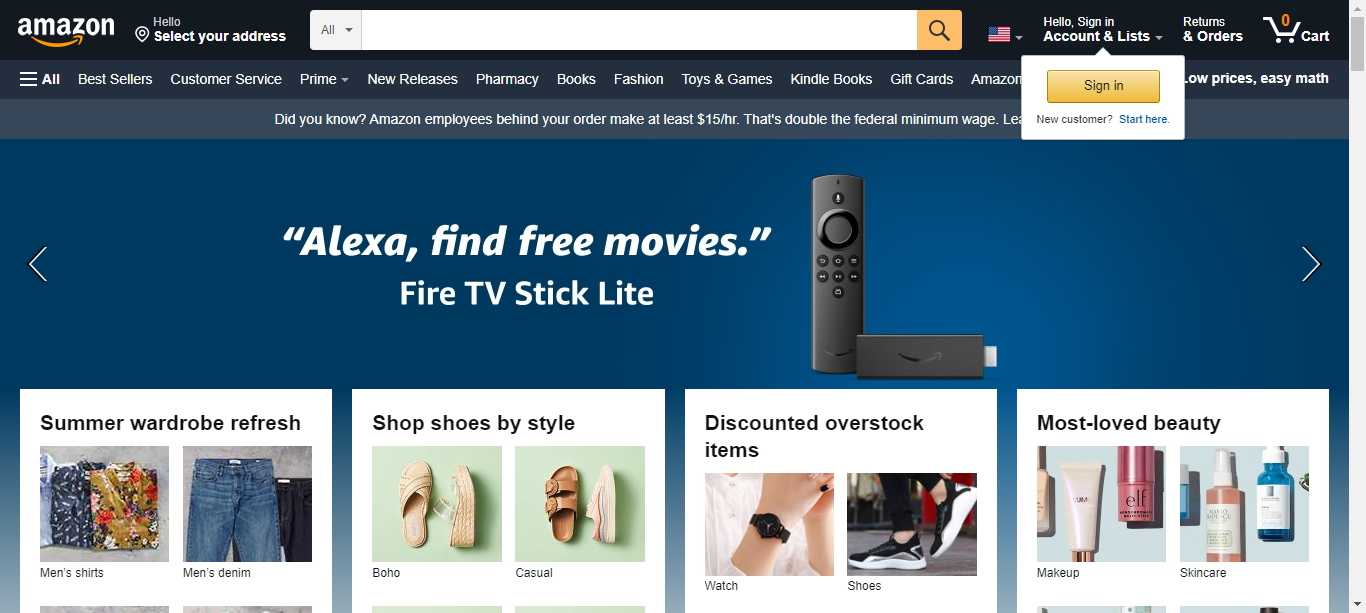 amazon
Hello
Select your address
All
Hello, Sign in
Account & Lists
Returns
& Orders
0
Cart
All
Best Sellers
Customer Service
Prime
New Releases
Pharmacy
Books
Fashion
Toys & Games
Kindle Books
Gift Cards
Amazon
Low prices, easy math
Sign in
New customer? Start here.
Did you know? Amazon employees behind your order make at least $15/hr. That's double the federal minimum wage.
“Alexa, find free movies.”
Fire TV Stick Lite
Summer wardrobe refresh
Men’s shirts
Men’s denim
Shop shoes by style
Boho
Casual
Discounted overstock
items
Watch
Shoes
Most-loved beauty
e.l.f.
Makeup
Skincare